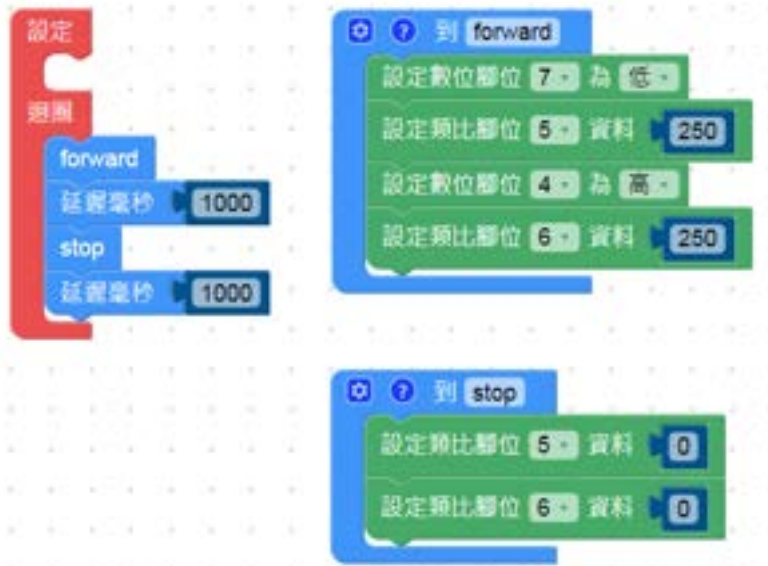 設定
迴圈
forward
延遲毫秒 1000
stop
延遲毫秒 1000
? 到 forward
設定數位腳位 7 為 低
設定類比腳位 5 資料 250
設定數位腳位 4 為 高
設定類比腳位 6 資料 250
? 到 stop
設定類比腳位 5 資料 0
設定類比腳位 6 資料 0